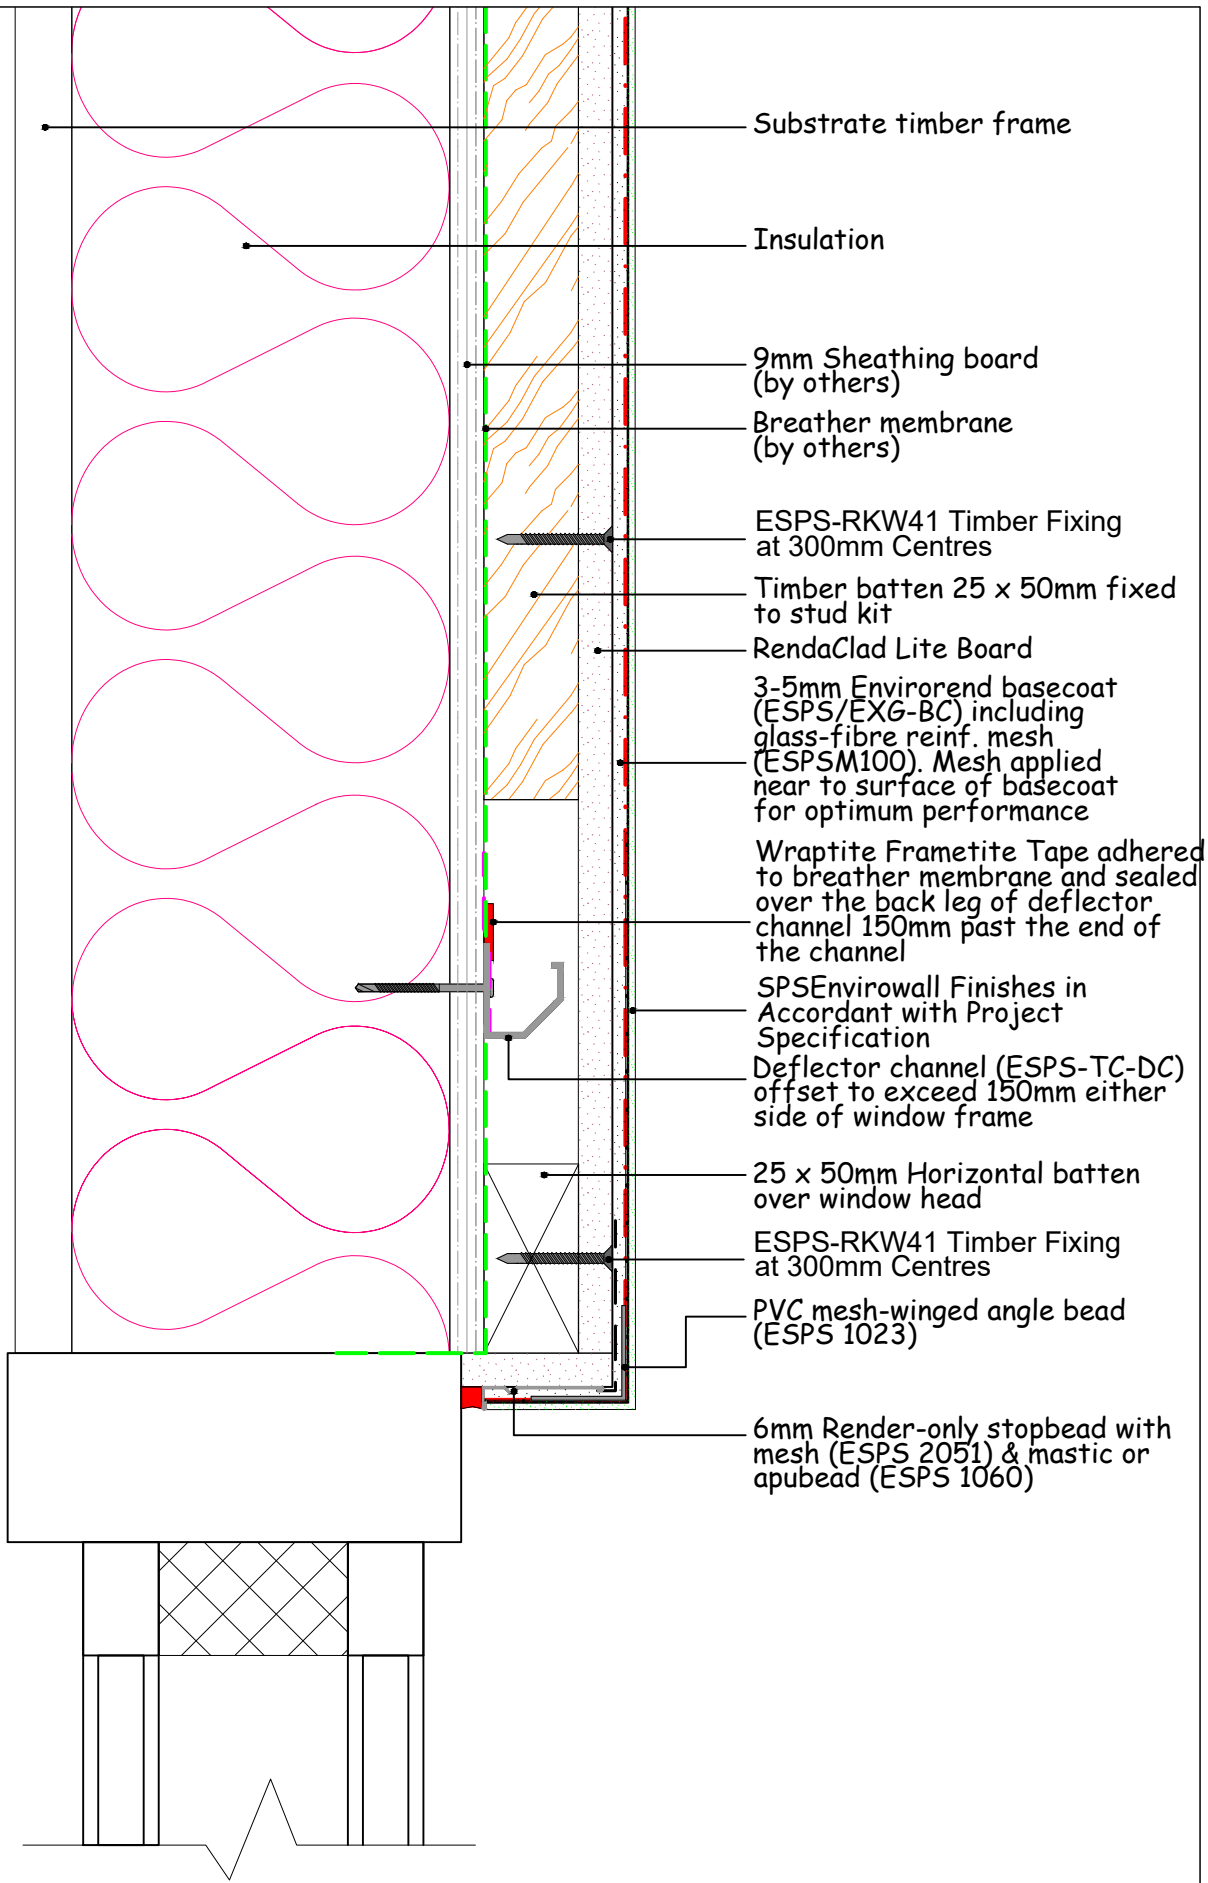 Substrate timber frame
Insulation
9mm Sheathing board
(by others)
Breather membrane
(by others)
ESPS-RKW41 Timber Fixing
at 300mm Centres
Timber batten 25 x 50mm fixed
to stud kit
RendaClad Lite Board
3-5mm Envirorend basecoat
(ESPS/EXG-BC) including
glass-fibre reinf. mesh
(ESPSM100). Mesh applied
near to surface of basecoat
for optimum performance
Wraptite Frametite Tape adhered
to breather membrane and sealed
over the back leg of deflector
channel 150mm past the end of
the channel
SPSEnvirowall Finishes in
Accordant with Project
Specification
Deflector channel (ESPS-TC-DC)
offset to exceed 150mm either
side of window frame
25 x 50mm Horizontal batten
over window head
ESPS-RKW41 Timber Fixing
at 300mm Centres
PVC mesh-winged angle bead
(ESPS 1023)
6mm Render-only stopbead with
mesh (ESPS 2051) & mastic or
apubead (ESPS 1060)